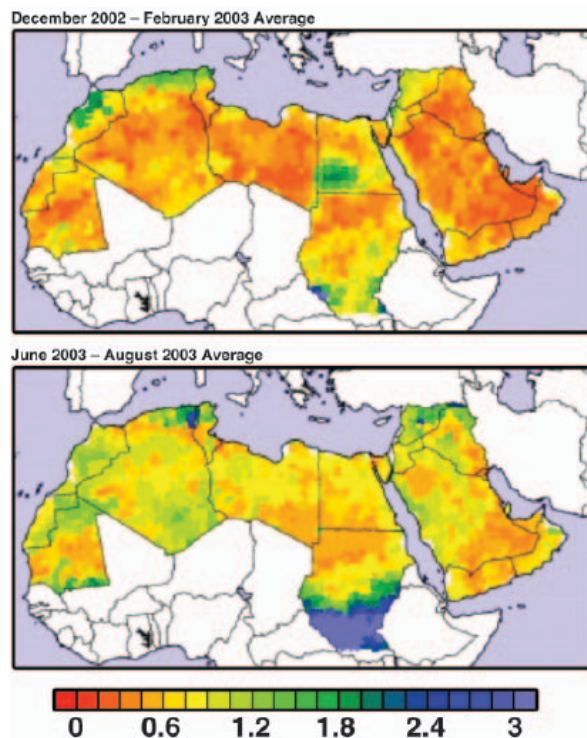 December 2002 – February 2003 Average
June 2003 – August 2003 Average
0 0.6 1.2 1.8 2.4 3